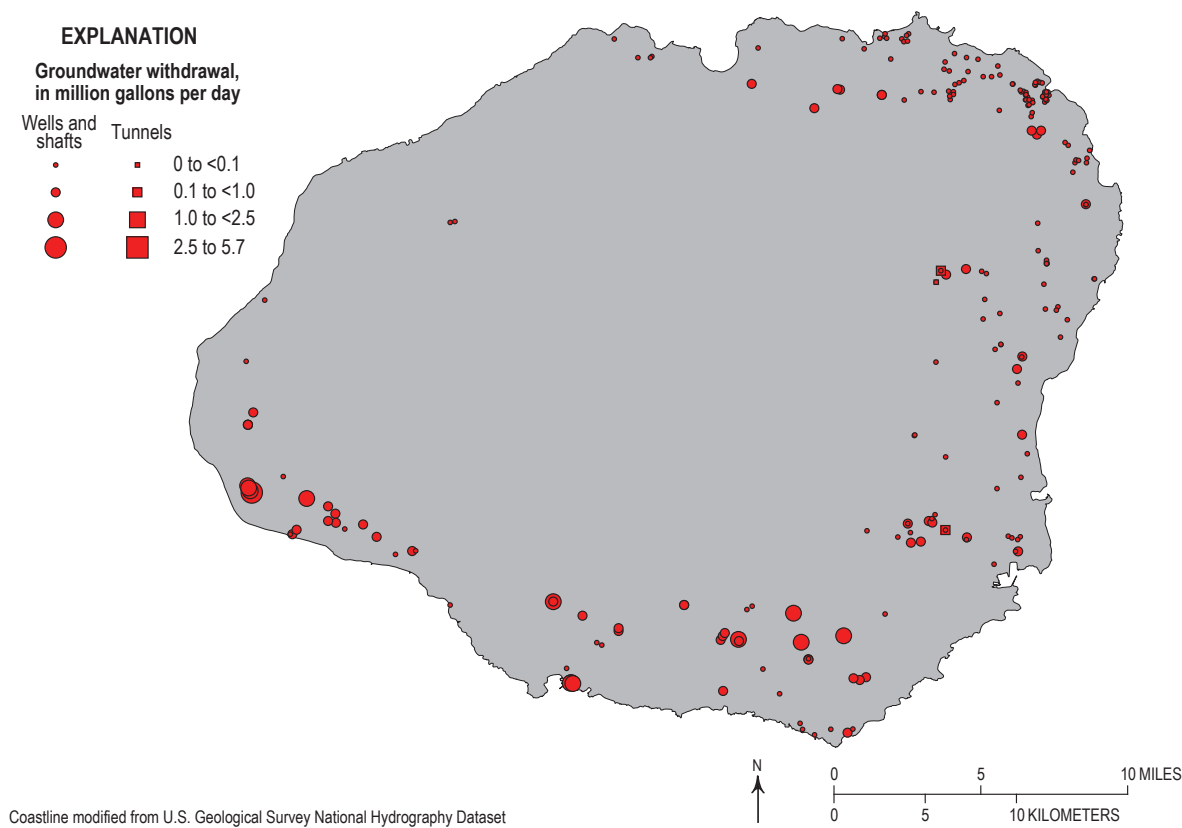 EXPLANATION
Groundwater withdrawal,
in million gallons per day
Wells and
shafts
Tunnels
0 to <0.1
0.1 to <1.0
1.0 to <2.5
2.5 to 5.7
N
0 5 10 MILES
0 5 10 KILOMETERS
Coastline modified from U.S. Geological Survey National Hydrography Dataset